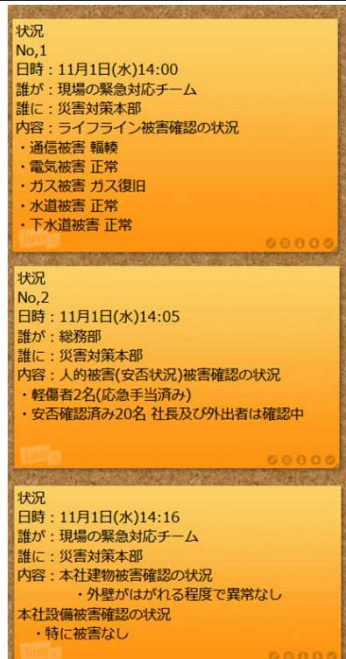 状況
No,1
日時：11月1日(水)14:00
誰が：現場の緊急対応チーム
誰に：災害対策本部
内容：ライフライン被害確認の状況
・通信被害 輻輳
・電気被害 正常
・ガス被害 ガス復旧
・水道被害 正常
・下水道被害 正常
状況
No,2
日時：11月1日(水)14:05
誰が：総務部
誰に：災害対策本部
内容：人的被害(安否状況)被害確認の状況
・軽傷者2名(応急手当済み)
・安否確認済み20名 社長及び外出者は確認中
状況
日時：11月1日(水)14:16
誰が：現場の緊急対応チーム
誰に：災害対策本部
内容：本社建物被害確認の状況
・外壁がはがれる程度で異常なし
本社設備被害確認の状況
・特に被害なし